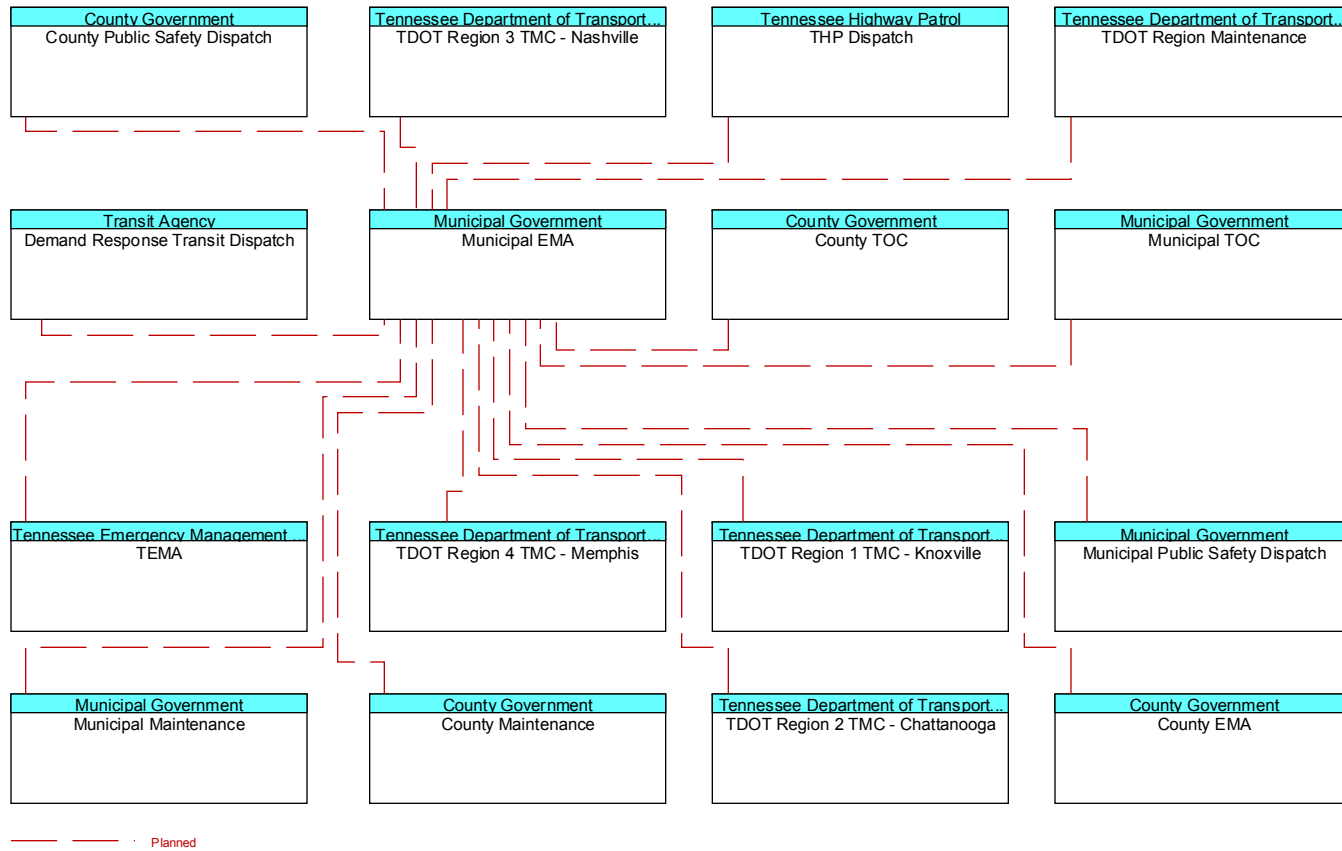 County Government
County Public Safety Dispatch
Tennessee Department of Transport...
TDOT Region 3 TMC - Nashville
Tennessee Highway Patrol
THP Dispatch
Tennessee Department of Transport...
TDOT Region Maintenance
Transit Agency
Demand Response Transit Dispatch
Municipal Government
Municipal EMA
County Government
County TOC
Municipal Government
Municipal TOC
Tennessee Emergency Management ...
TEMA
Tennessee Department of Transport...
TDOT Region 4 TMC - Memphis
Tennessee Department of Transport...
TDOT Region 1 TMC - Knoxville
Municipal Government
Municipal Public Safety Dispatch
Municipal Government
Municipal Maintenance
County Government
County Maintenance
Tennessee Department of Transport...
TDOT Region 2 TMC - Chattanooga
County Government
County EMA
Planned